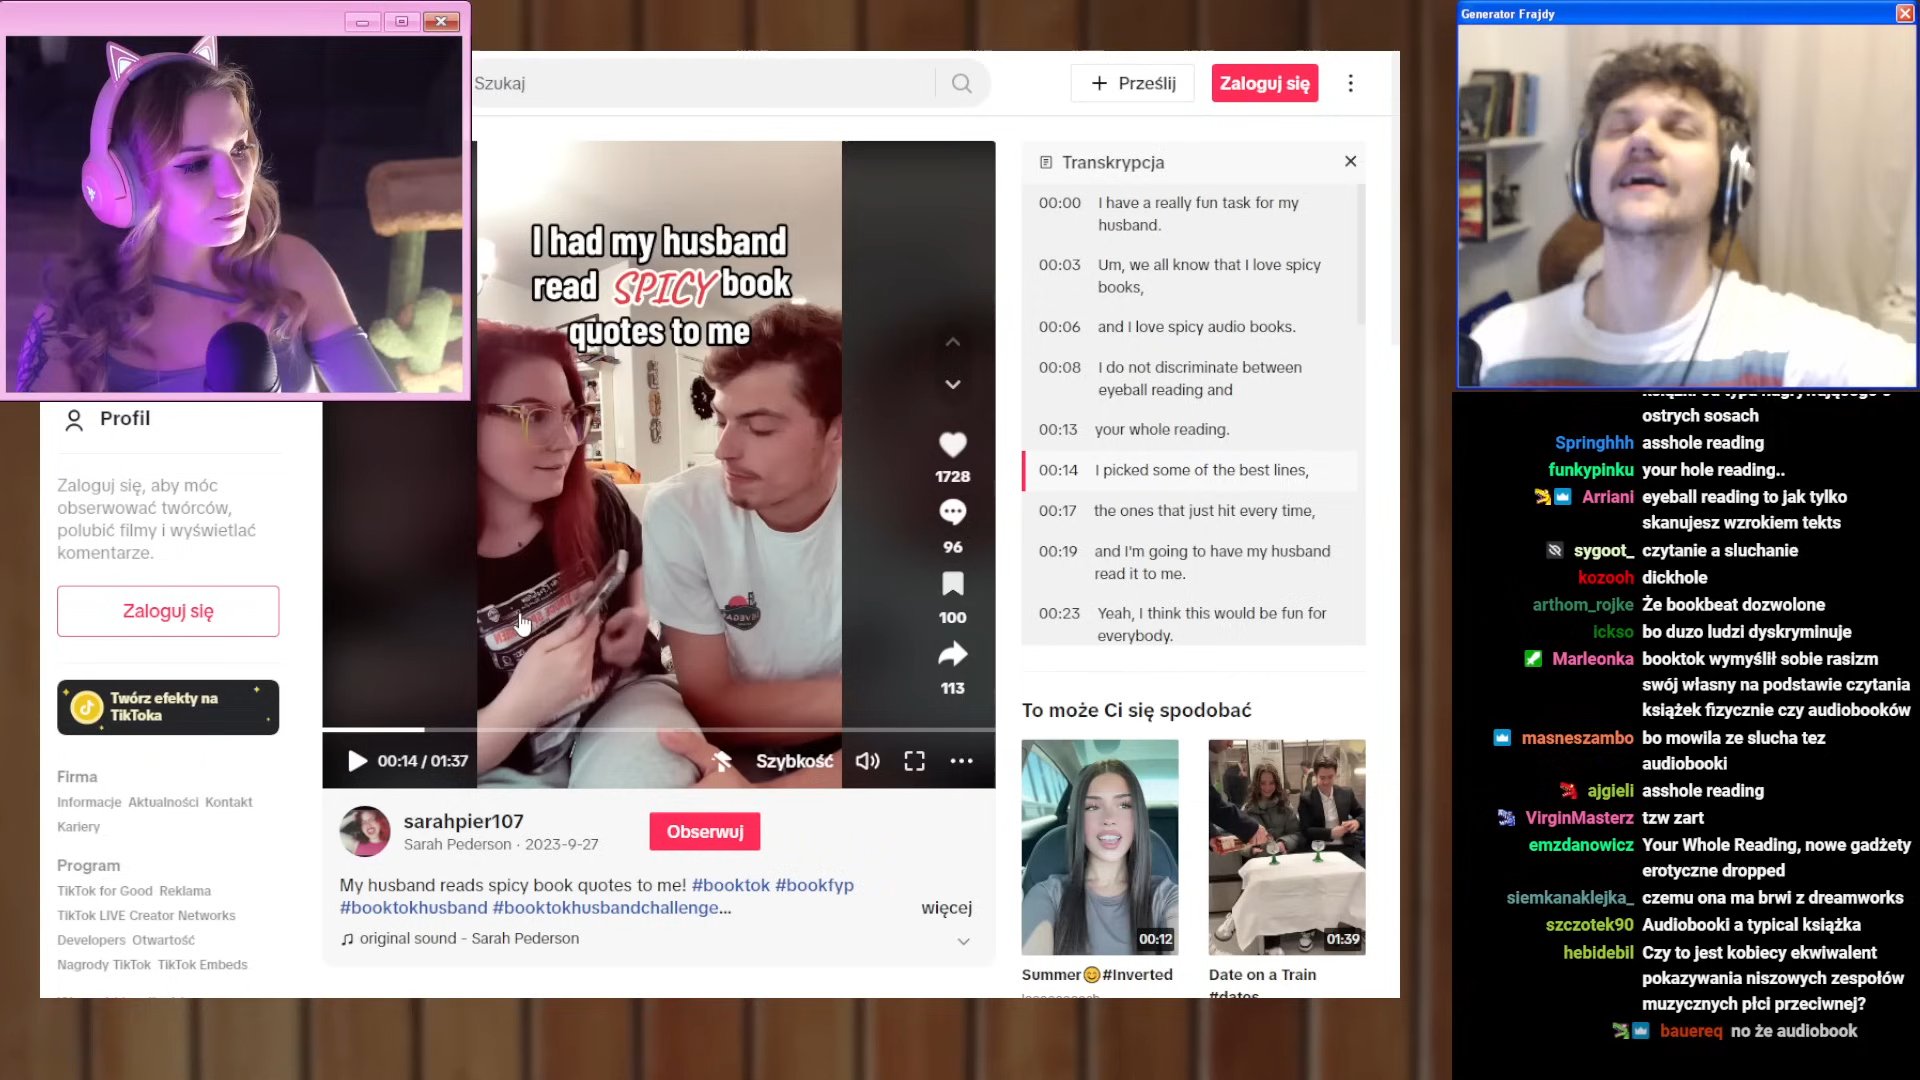 Generator Frajdy
Szukaj
Prześlij
Zaloguj się
I had my husband
read SPICY book
quotes to me
1728
96
100
113
00:14 / 01:37
Szybkość
Profil
Zaloguj się, aby móc
obserwować twórców,
polubić filmy i wyświetlać
komentarze.
Zaloguj się
Twórz efekty na
TikToka
Firma
Informacje Aktualności Kontakt
Kariery
Program
TikTok for Good Reklama
TikTok LIVE Creator Networks
Developers Otwartość
Nagrody TikTok TikTok Embeds
sarahpier107
Sarah Pederson · 2023-9-27
Obserwuj
My husband reads spicy book quotes to me! #booktok #bookfyp
#booktokhusband #booktokhusbandchallenge...
więcej
original sound - Sarah Pederson
Transkrypcja
00:00 I have a really fun task for my
husband.
00:03 Um, we all know that I love spicy
books,
00:06 and I love spicy audio books.
00:08 I do not discriminate between
eyeball reading and
00:13 your whole reading.
00:14 I picked some of the best lines,
00:17 the ones that just hit every time,
00:19 and I'm going to have my husband
read it to me.
00:23 Yeah, I think this would be fun for
everybody.
To może Ci się spodobać
00:12
01:39
Summer😊#Inverted
Date on a Train
#dates
ostrych sosach
Springhhh asshole reading
funkypinku your hole reading..
Arriani eyeball reading to jak tylko
skanujesz wzrokiem tekts
sygoot_ czytanie a sluchanie
kozooh dickhole
arthom_rojke Że bookbeat dozwolone
ickso bo duzo ludzi dyskryminuje
Marleonka booktok wymyślił sobie rasizm
swój własny na podstawie czytania
książek fizycznie czy audiobooków
masneszambo bo mowila ze slucha tez
audiobooki
ajgieli asshole reading
VirginMasterz tzw zart
emzdanowicz Your Whole Reading, nowe gadżety
erotyczne dropped
siemkanaklejka_ czemu ona ma brwi z dreamworks
szczotek90 Audiobooki a typical książka
hebidebil Czy to jest kobiecy ekwiwalent
pokazywania niszowych zespołów
muzycznych płci przeciwnej?
bauereq no że audiobook